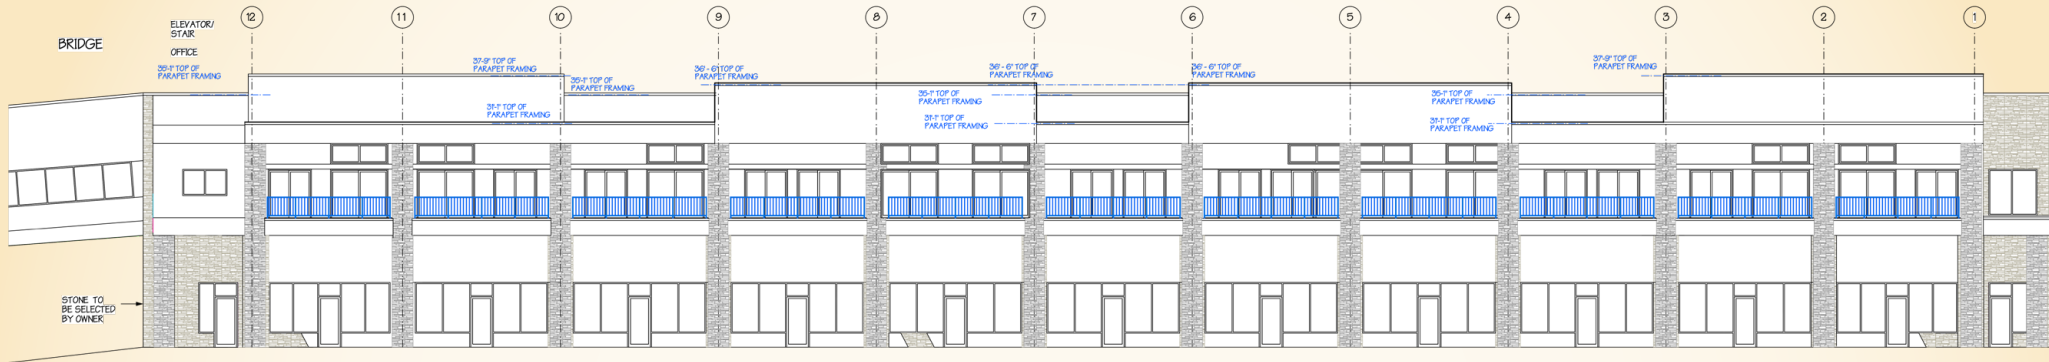 12
11
10
9
8
7
6
5
4
3
2
1
ELEVATOR/
STAIR
OFFICE
BRIDGE
35'-1" TOP OF
PARAPET FRAMING
37'-9" TOP OF
PARAPET FRAMING
35'-1" TOP OF
PARAPET FRAMING
31'-1" TOP OF
PARAPET FRAMING
36' - 6" TOP OF
PARAPET FRAMING
36' - 6" TOP OF
PARAPET FRAMING
35'-1" TOP OF
PARAPET FRAMING
31'-1" TOP OF
PARAPET FRAMING
36' - 6" TOP OF
PARAPET FRAMING
35'-1" TOP OF
PARAPET FRAMING
31'-1" TOP OF
PARAPET FRAMING
37'-9" TOP OF
PARAPET FRAMING
STONE TO
BE SELECTED
BY OWNER